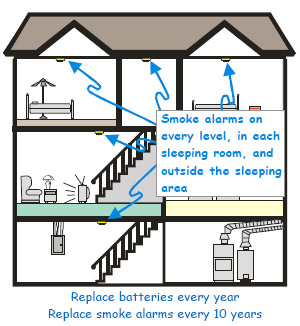 Smoke alarms on
every level, in each
sleeping room, and
outside the sleeping
area
Replace batteries every year
Replace smoke alarms every 10 years